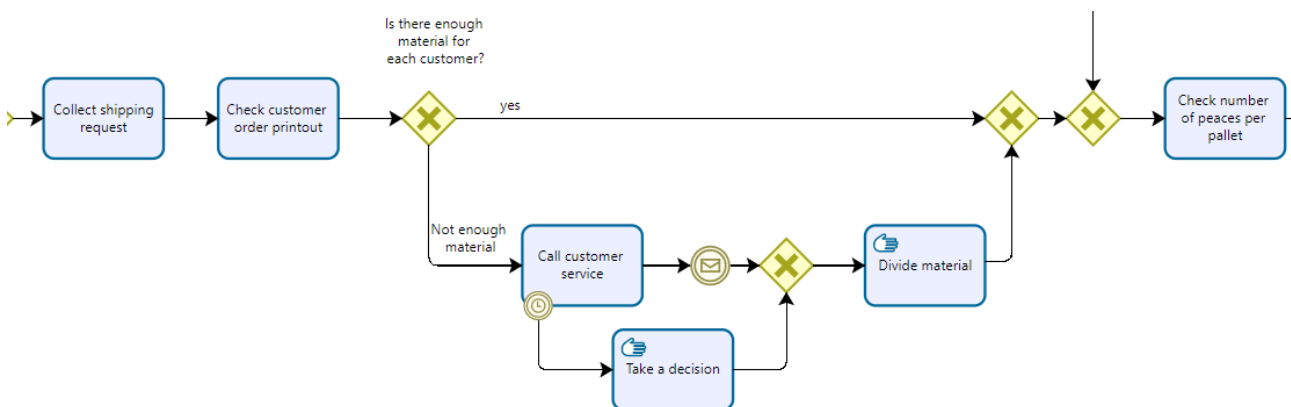 Is there enough
material for
each customer?
Collect shipping
request
Check customer
order printout
yes
Check number
of peaces per
pallet
Not enough
material
Call customer
service
Divide material
Take a decision